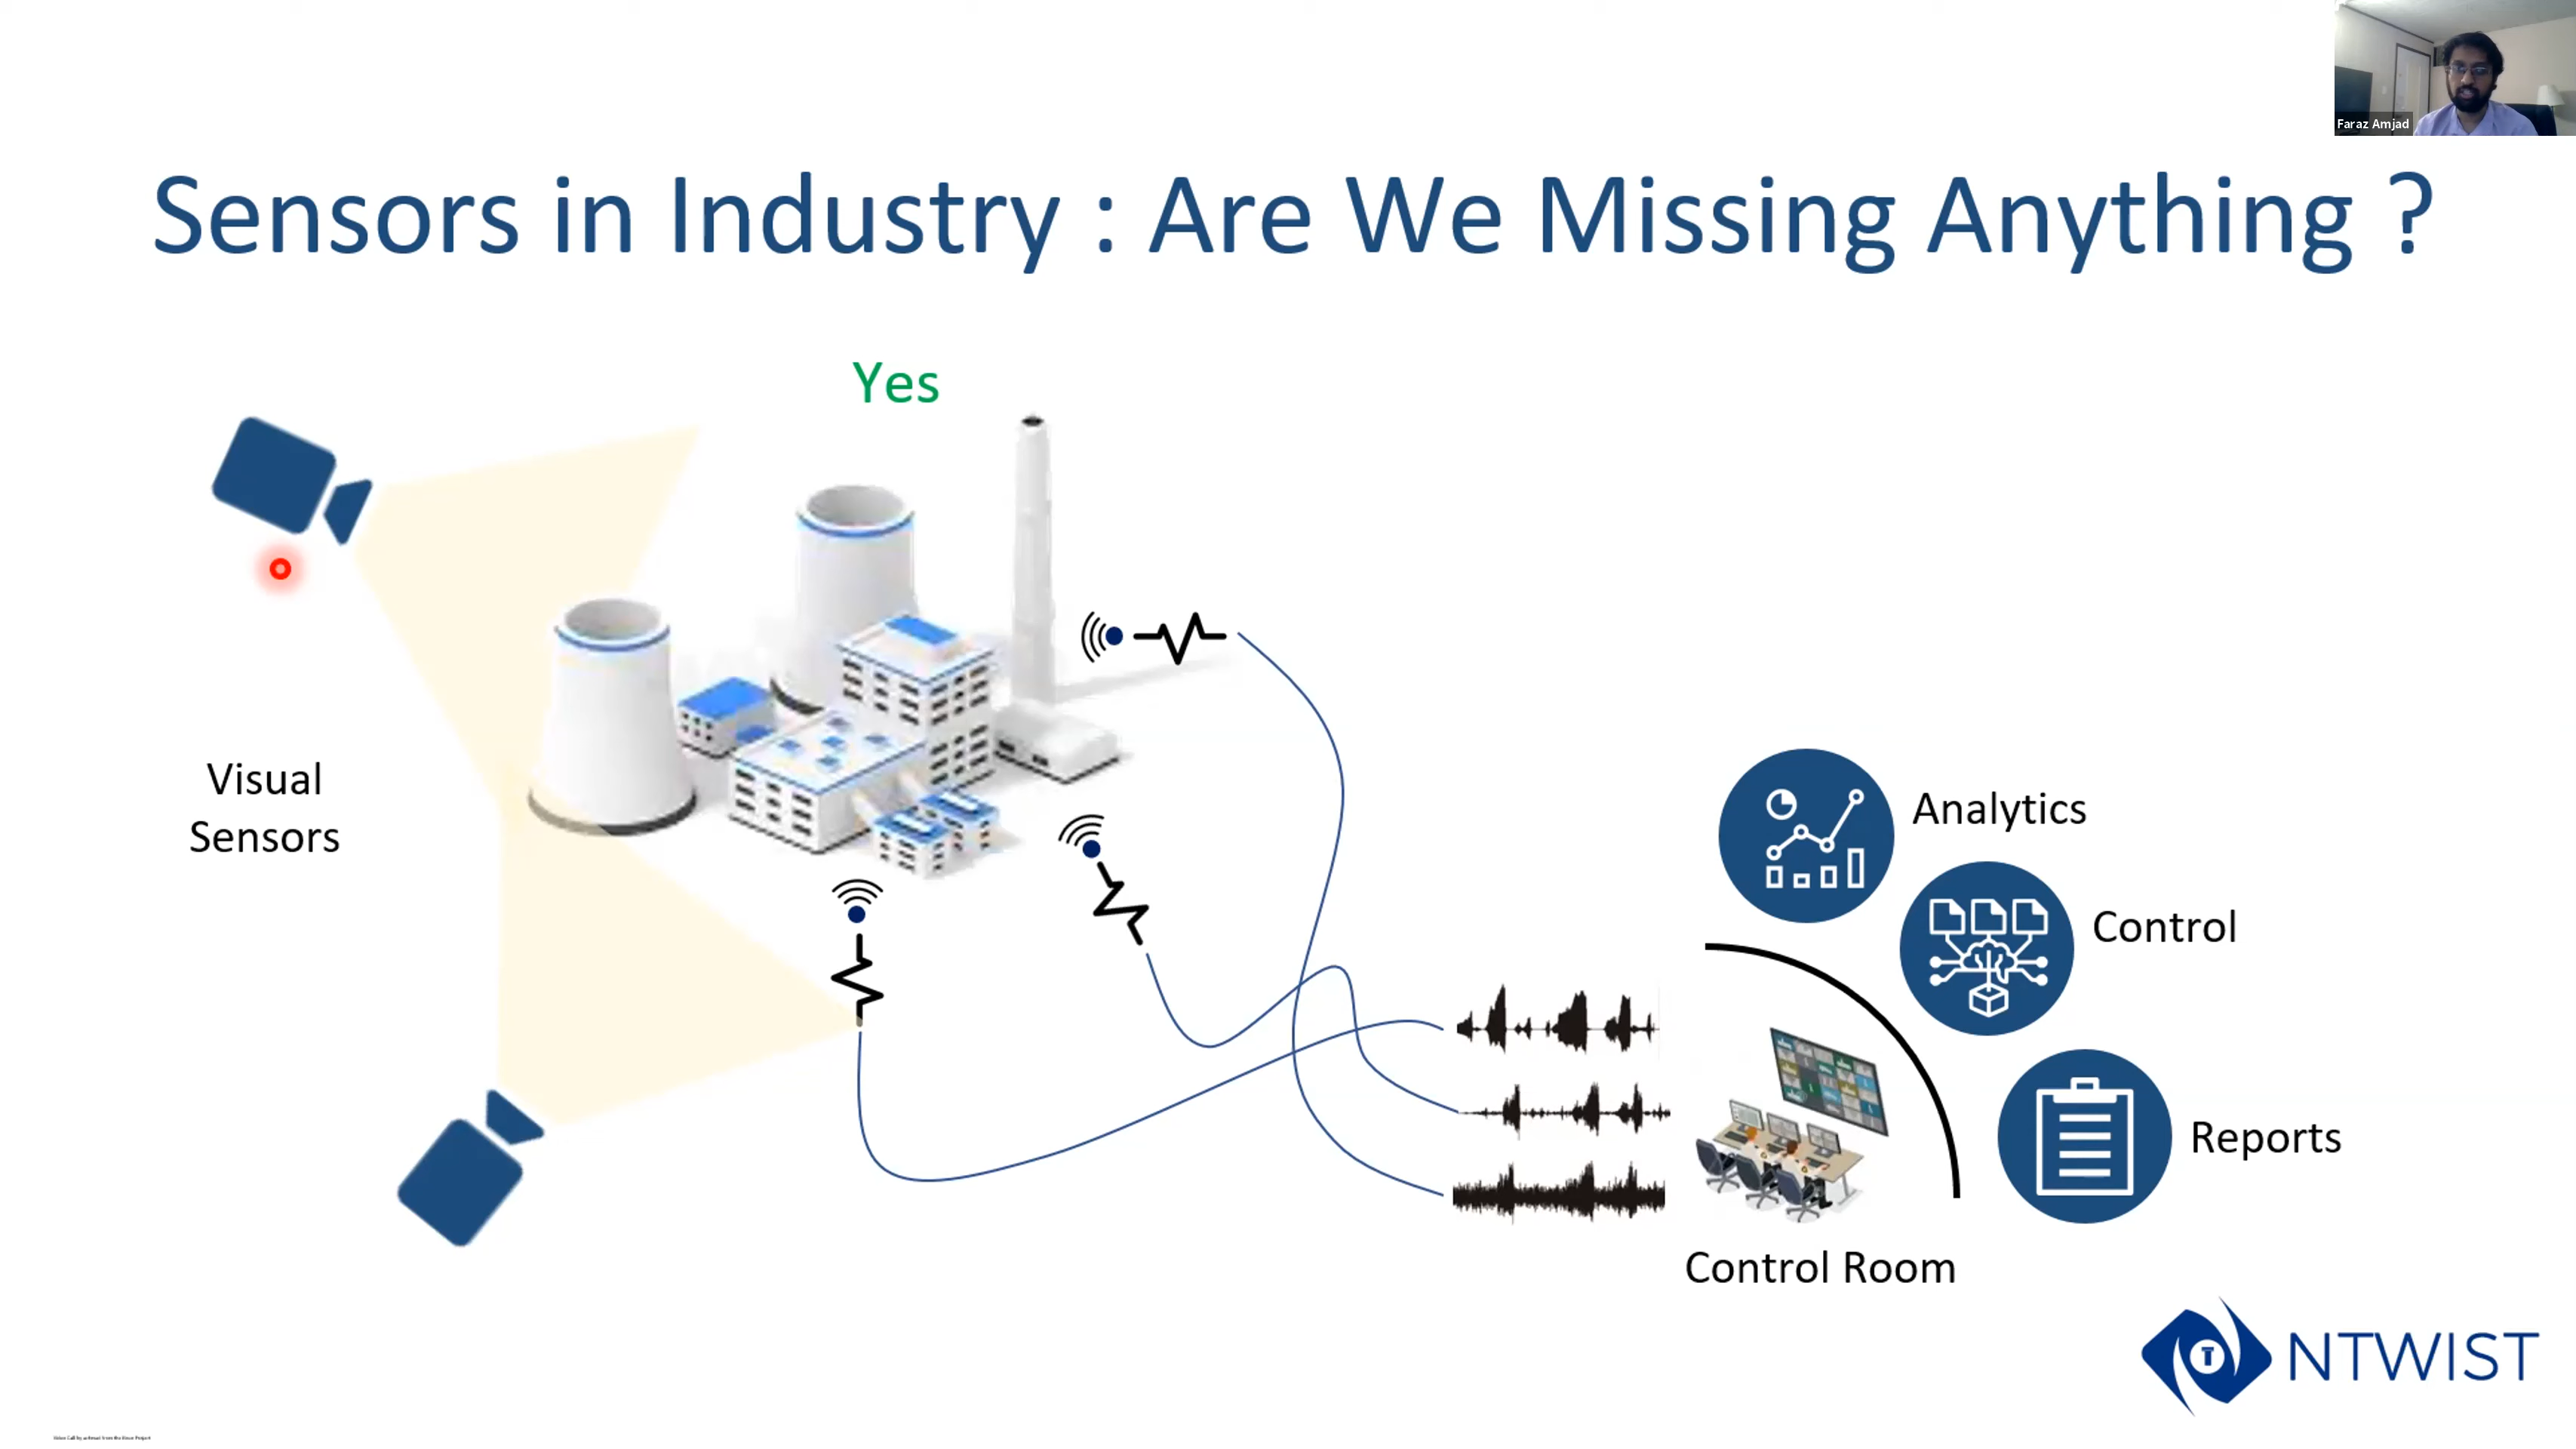 Faraz Amjad
Sensors in Industry : Are We Missing Anything ?
Yes
Visual
Sensors
Analytics
Control
Reports
Control Room
NTWIST